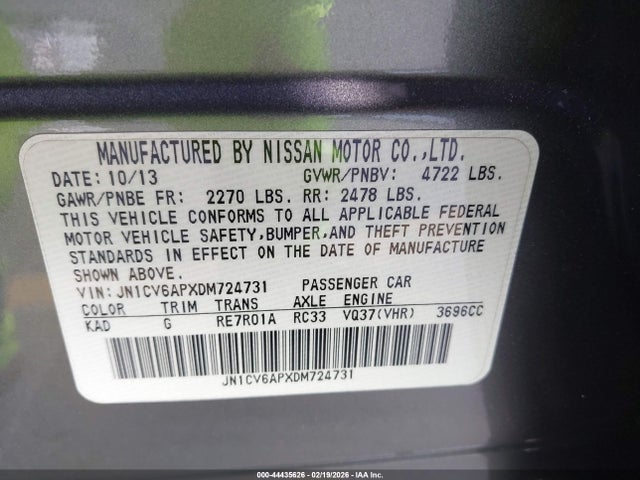 MANUFACTURED BY NISSAN MOTOR CO.,LTD.
DATE: 10/13 GVWR/PNBV: 4722 LBS.
GAWR/PNBE FR: 2270 LBS. RR: 2478 LBS.
THIS VEHICLE CONFORMS TO ALL APPLICABLE FEDERAL
MOTOR VEHICLE SAFETY,BUMPER,AND THEFT PREVENTION
STANDARDS IN EFFECT ON THE DATE OF MANUFACTURE
SHOWN ABOVE.
VIN: JN1CV6APXDM724731 PASSENGER CAR
COLOR TRIM TRANS AXLE ENGINE
KAD G RE7R01A RC33 VQ37(VHR) 3696CC
JN1CV6APXDM724731
000-44435626 - 02/19/2026 - IAA Inc.